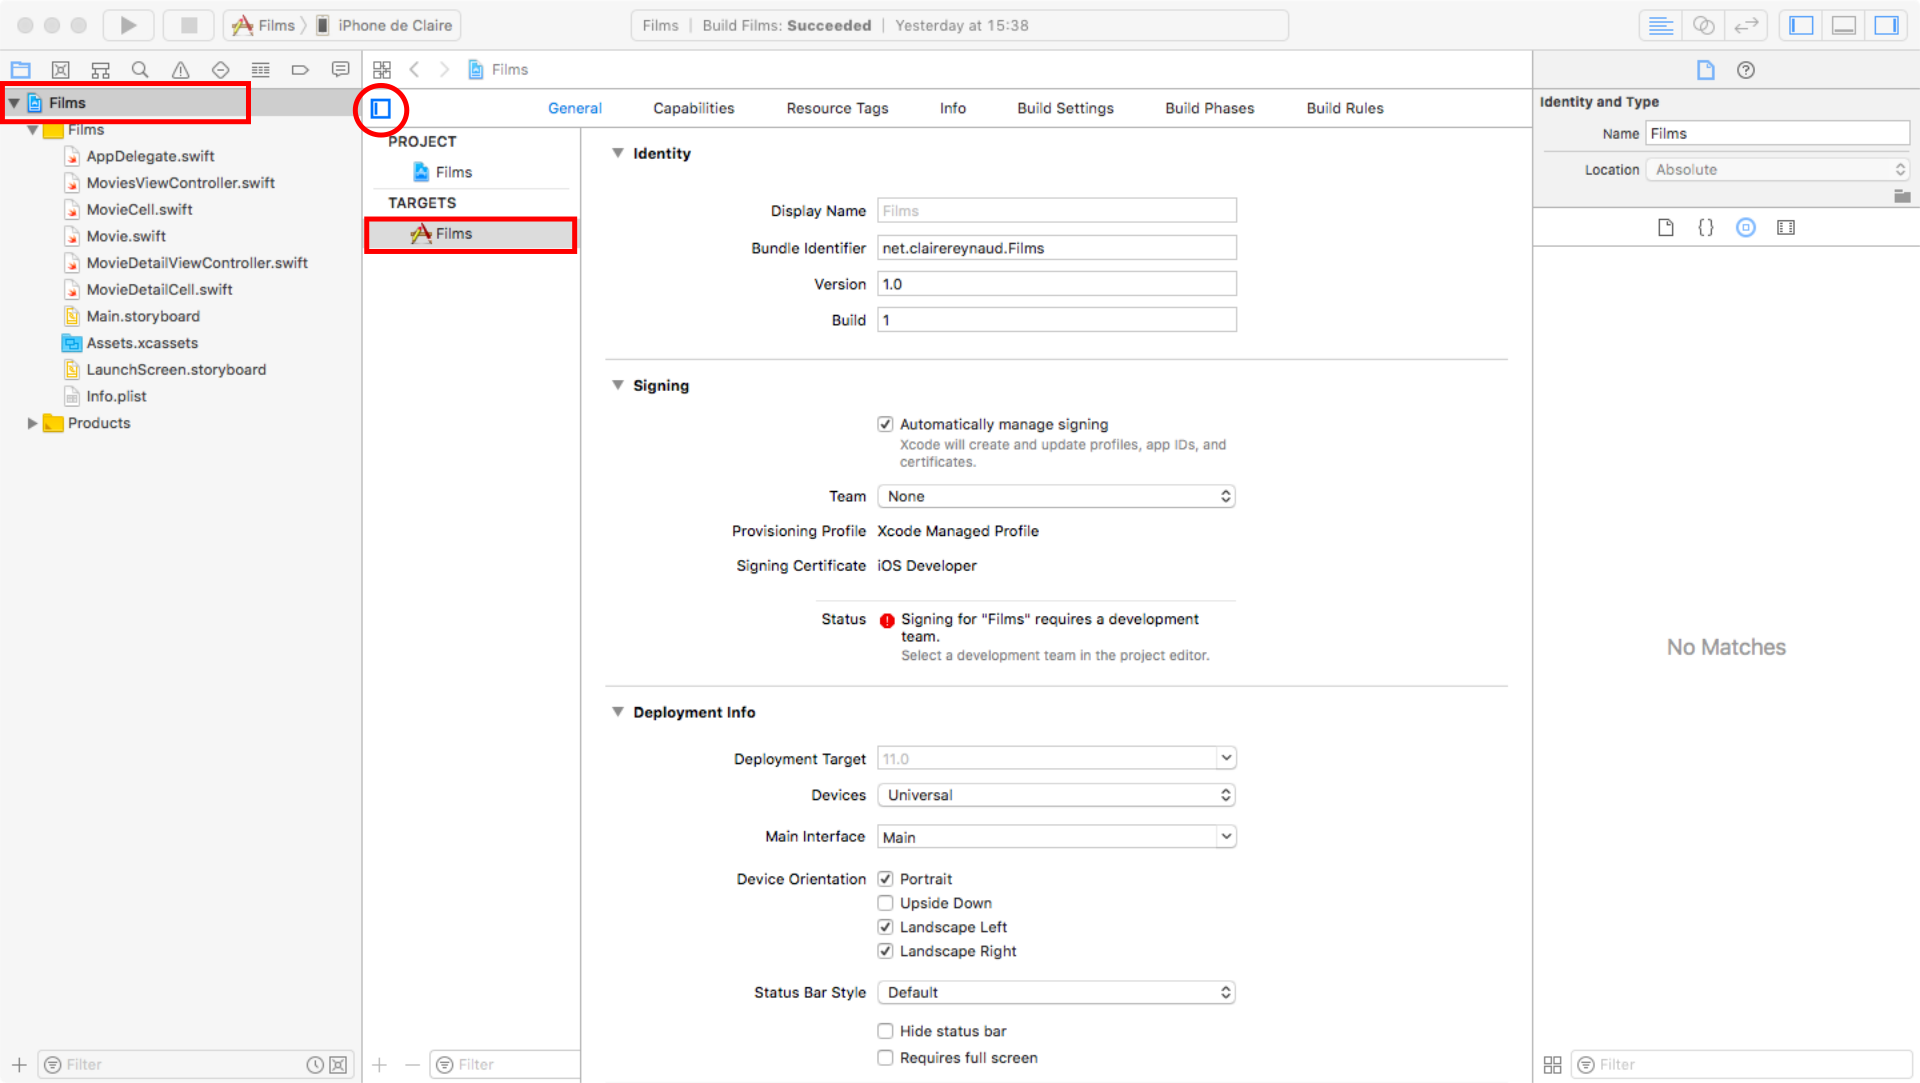 Films
iPhone de Claire
Films | Build Films: Succeeded | Yesterday at 15:38
Films
Films
Films
AppDelegate.swift
MoviesViewController.swift
MovieCell.swift
Movie.swift
MovieDetailViewController.swift
MovieDetailCell.swift
Main.storyboard
Assets.xcassets
LaunchScreen.storyboard
Info.plist
Products
Filter
General
Capabilities
Resource Tags
Info
Build Settings
Build Phases
Build Rules
PROJECT
Films
TARGETS
Films
Filter
Identity
Display Name Films
Bundle Identifier net.clairereynaud.Films
Version 1.0
Build 1
Signing
Automatically manage signing
Xcode will create and update profiles, app IDs, and
certificates.
Team None
Provisioning Profile Xcode Managed Profile
Signing Certificate iOS Developer
Status Signing for "Films" requires a development
team.
Select a development team in the project editor.
Deployment Info
Deployment Target 11.0
Devices Universal
Main Interface Main
Device Orientation Portrait
Upside Down
Landscape Left
Landscape Right
Status Bar Style Default
Hide status bar
Requires full screen
Identity and Type
Name Films
Location Absolute
No Matches
Filter